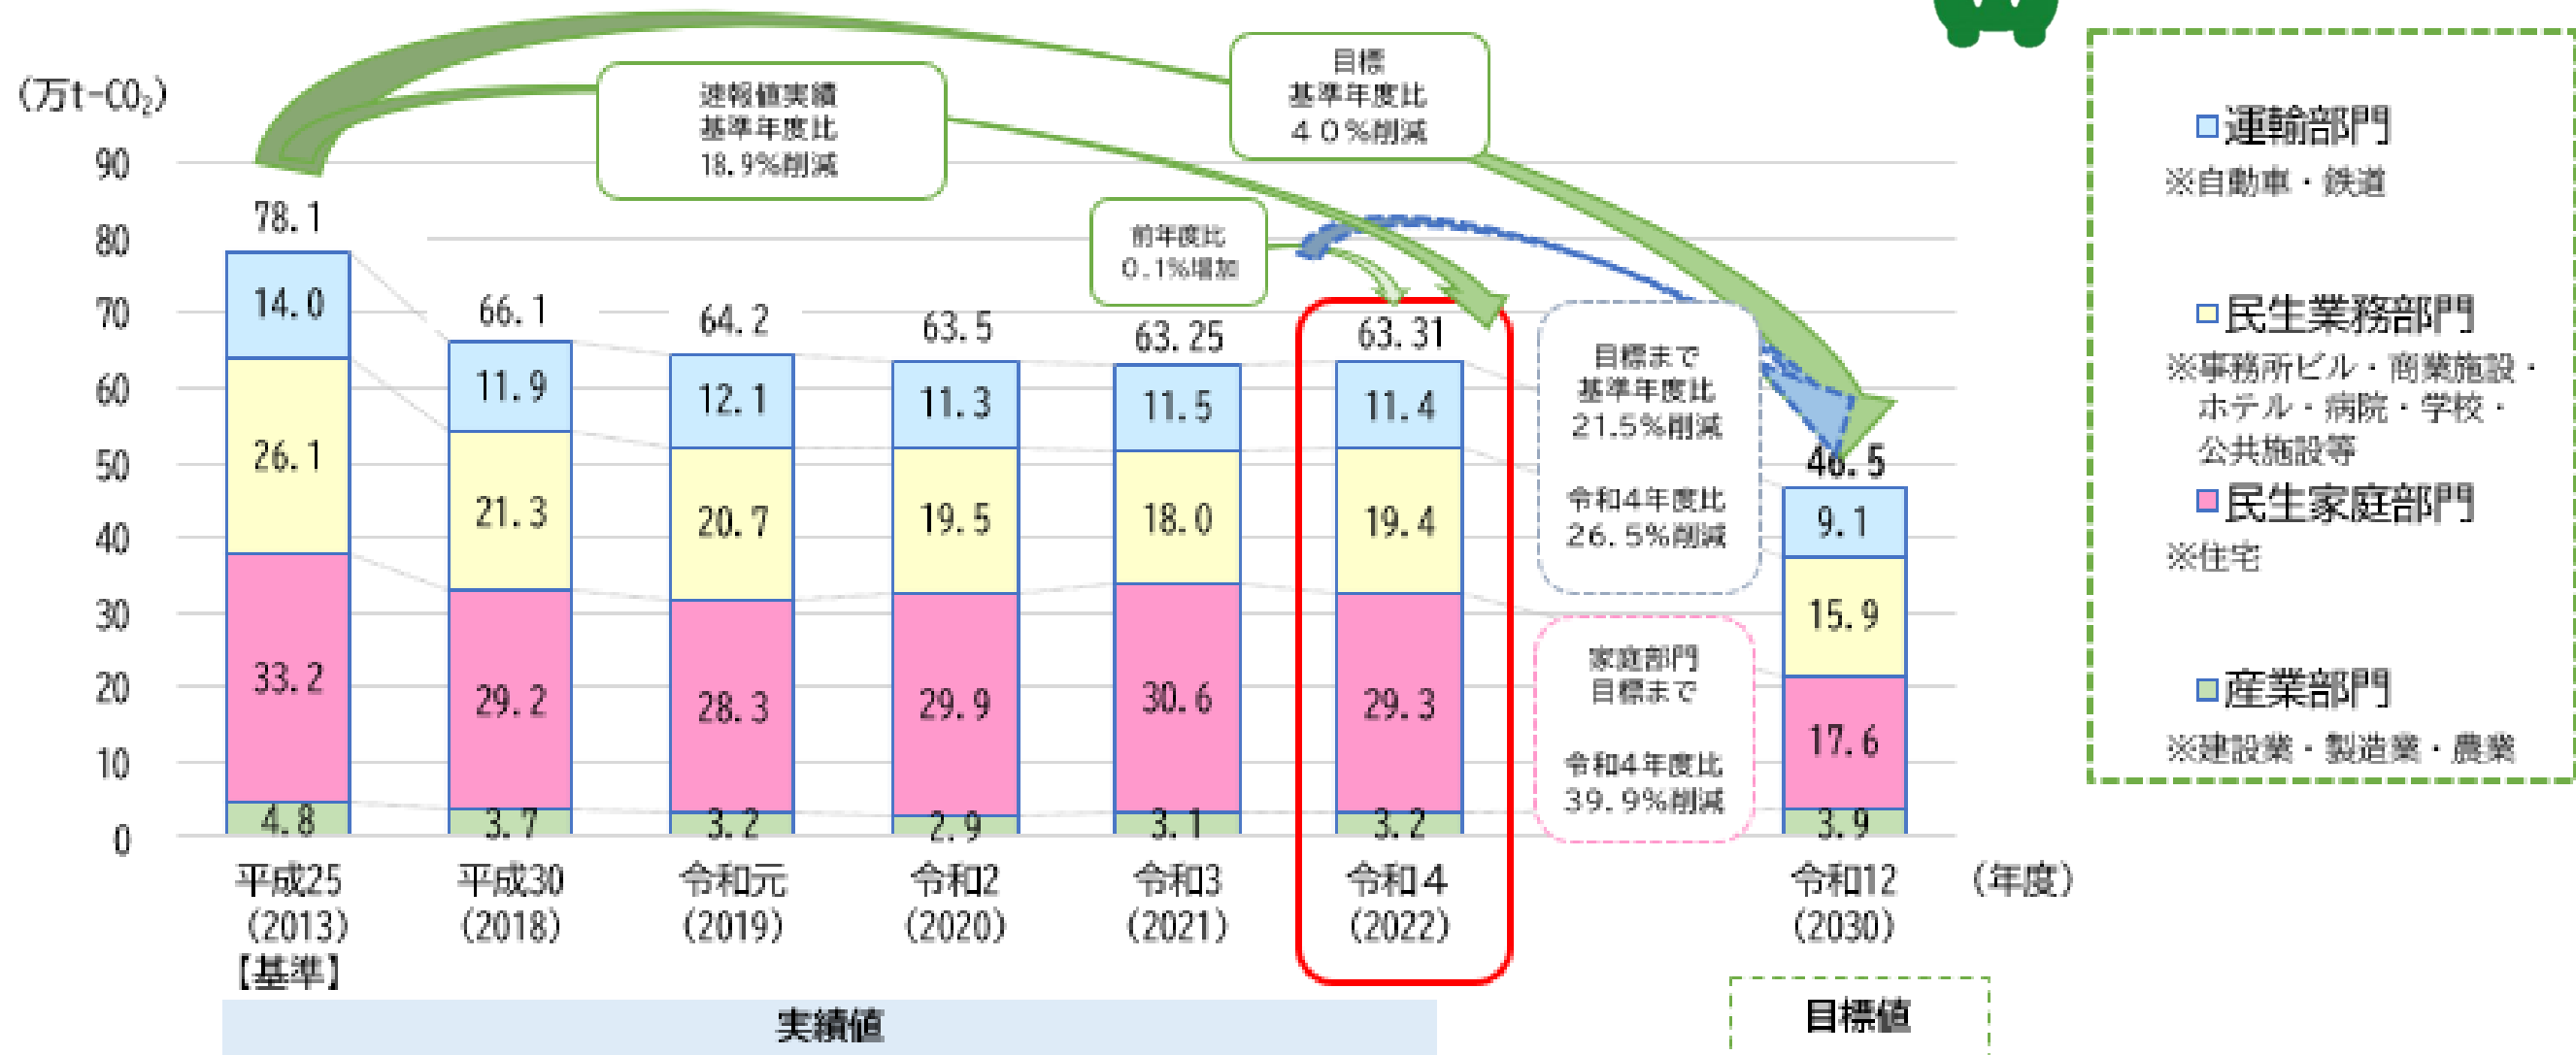 (万t-CO₂)
速報値実績
基準年度比
18.9%削減
目標
基準年度比
40%削減
前年度比
0.1%増加
90
80
70
60
50
40
30
20
10
0
78.1
14.0
26.1
33.2
4.8
66.1
11.9
21.3
29.2
3.7
64.2
12.1
20.7
28.3
3.2
63.5
11.3
19.5
29.9
2.9
63.25
11.5
18.0
30.6
3.1
63.31
11.4
19.4
29.3
3.2
目標まで
基準年度比
21.5%削減
令和4年度比
26.5%削減
家庭部門
目標まで
令和4年度比
39.9%削減
46.5
9.1
15.9
17.6
3.9
平成25
(2013)
【基準】
平成30
(2018)
令和元
(2019)
令和2
(2020)
令和3
(2021)
令和4
(2022)
令和12
(2030)
(年度)
実績値
目標値
運輸部門
※自動車・鉄道
民生業務部門
※事務所ビル・商業施設・
ホテル・病院・学校・
公共施設等
民生家庭部門
※住宅
産業部門
※建設業・製造業・農業